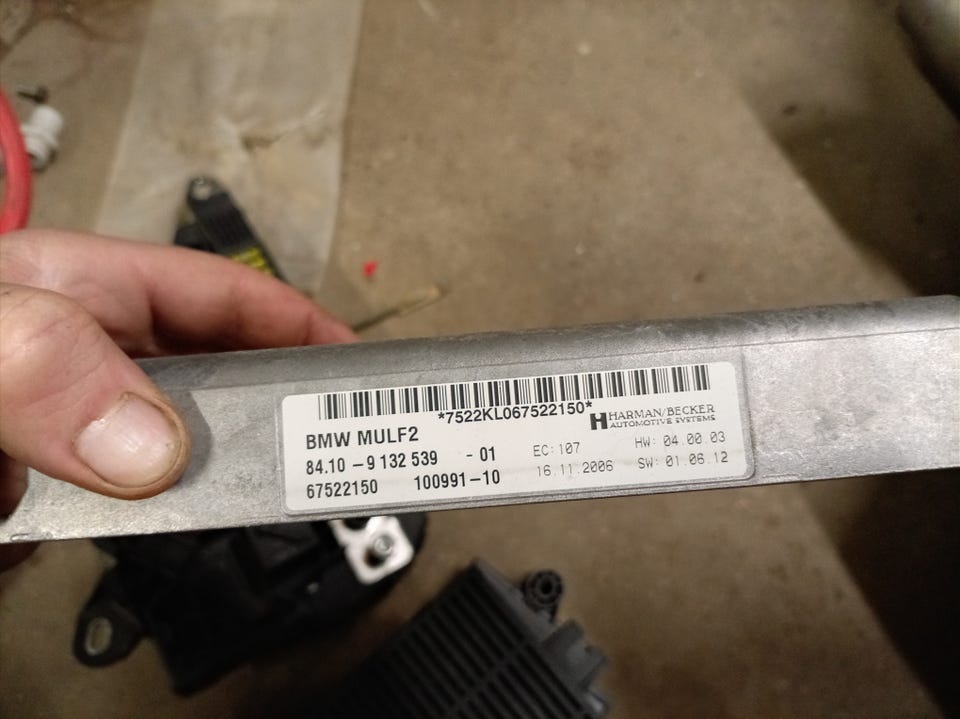 *7522KL067522150*
HARMAN/BECKER
AUTOMOTIVE SYSTEMS
BMW MULF2
84.10 - 9 132 539 - 01
EC: 107
HW: 04.00.03
67522150 100991-10
16.11.2006
SW: 01.06.12